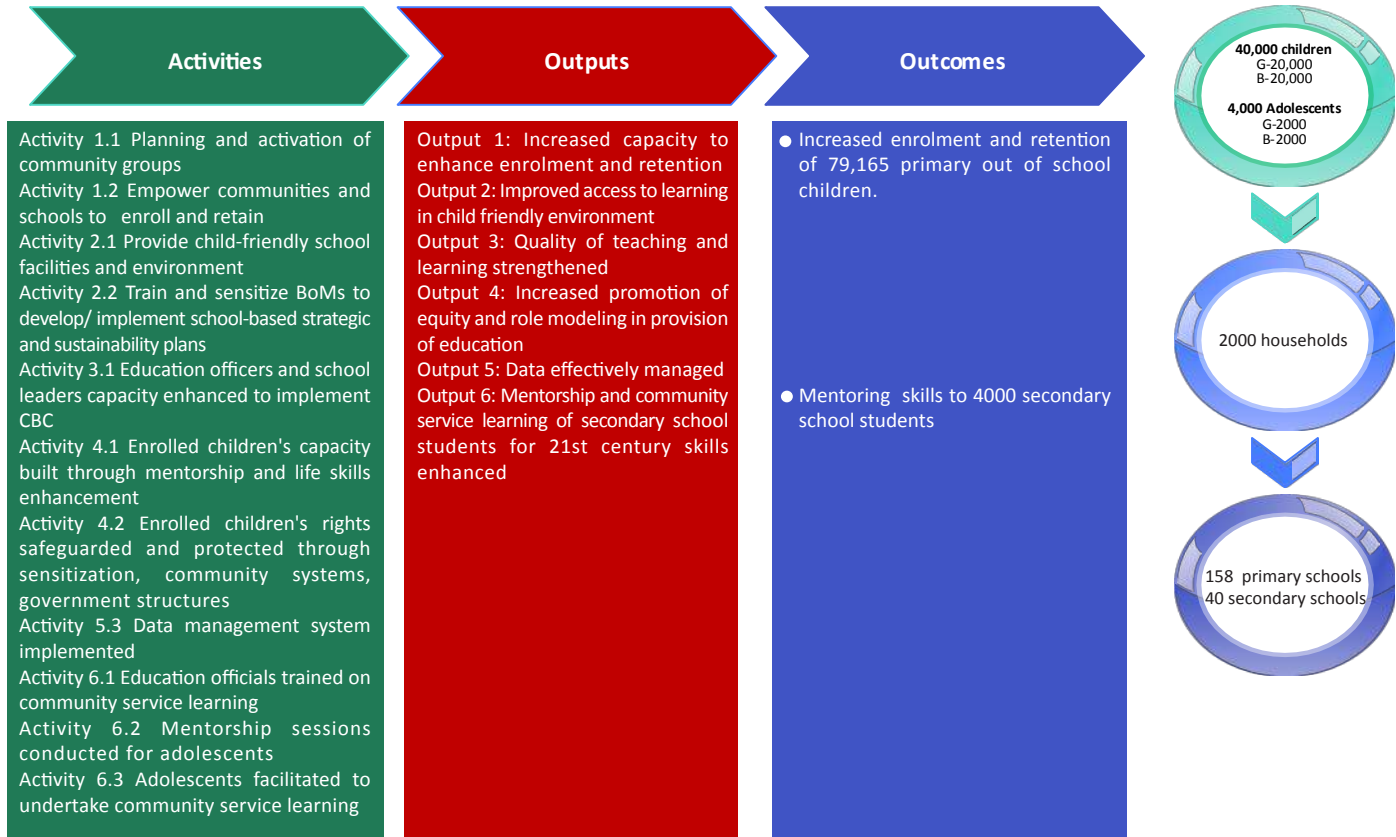 Activities
Activity 1.1 Planning and activation of
community groups
Activity 1.2 Empower communities and
schools to enroll and retain
Activity 2.1 Provide child-friendly school
facilities and environment
Activity 2.2 Train and sensitize BoMs to
develop/ implement school-based strategic
and sustainability plans
Activity 3.1 Education officers and school
leaders capacity enhanced to implement
CBC
Activity 4.1 Enrolled children's capacity
built through mentorship and life skills
enhancement
Activity 4.2 Enrolled children's rights
safeguarded and protected through
sensitization, community systems,
government structures
Activity 5.3 Data management system
implemented
Activity 6.1 Education officials trained on
community service learning
Activity 6.2 Mentorship sessions
conducted for adolescents
Activity 6.3 Adolescents facilitated to
undertake community service learning
Outputs
Output 1: Increased capacity to
enhance enrolment and retention
Output 2: Improved access to learning
in child friendly environment
Output 3: Quality of teaching and
learning strengthened
Output 4: Increased promotion of
equity and role modeling in provision
of education
Output 5: Data effectively managed
Output 6: Mentorship and community
service learning of secondary school
students for 21st century skills
enhanced
Outcomes
● Increased enrolment and retention
of 79,165 primary out of school
children.
● Mentoring skills to 4000 secondary
school students
40,000 children
G-20,000
B-20,000
4,000 Adolescents
G-2000
B-2000
2000 households
158 primary schools
40 secondary schools